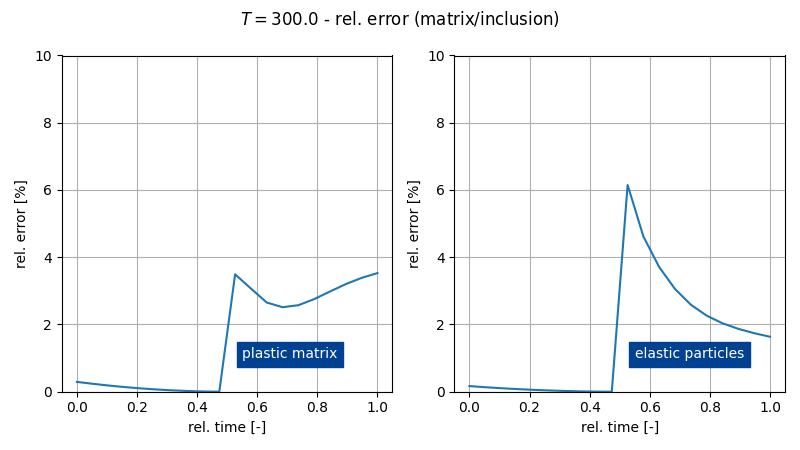 T = 300.0 - rel. error (matrix/inclusion)
rel. error [%]
10
8
6
4
2
0
plastic matrix
0.0 0.2 0.4 0.6 0.8 1.0
rel. time [-]
rel. error [%]
10
8
6
4
2
0
elastic particles
0.0 0.2 0.4 0.6 0.8 1.0
rel. time [-]